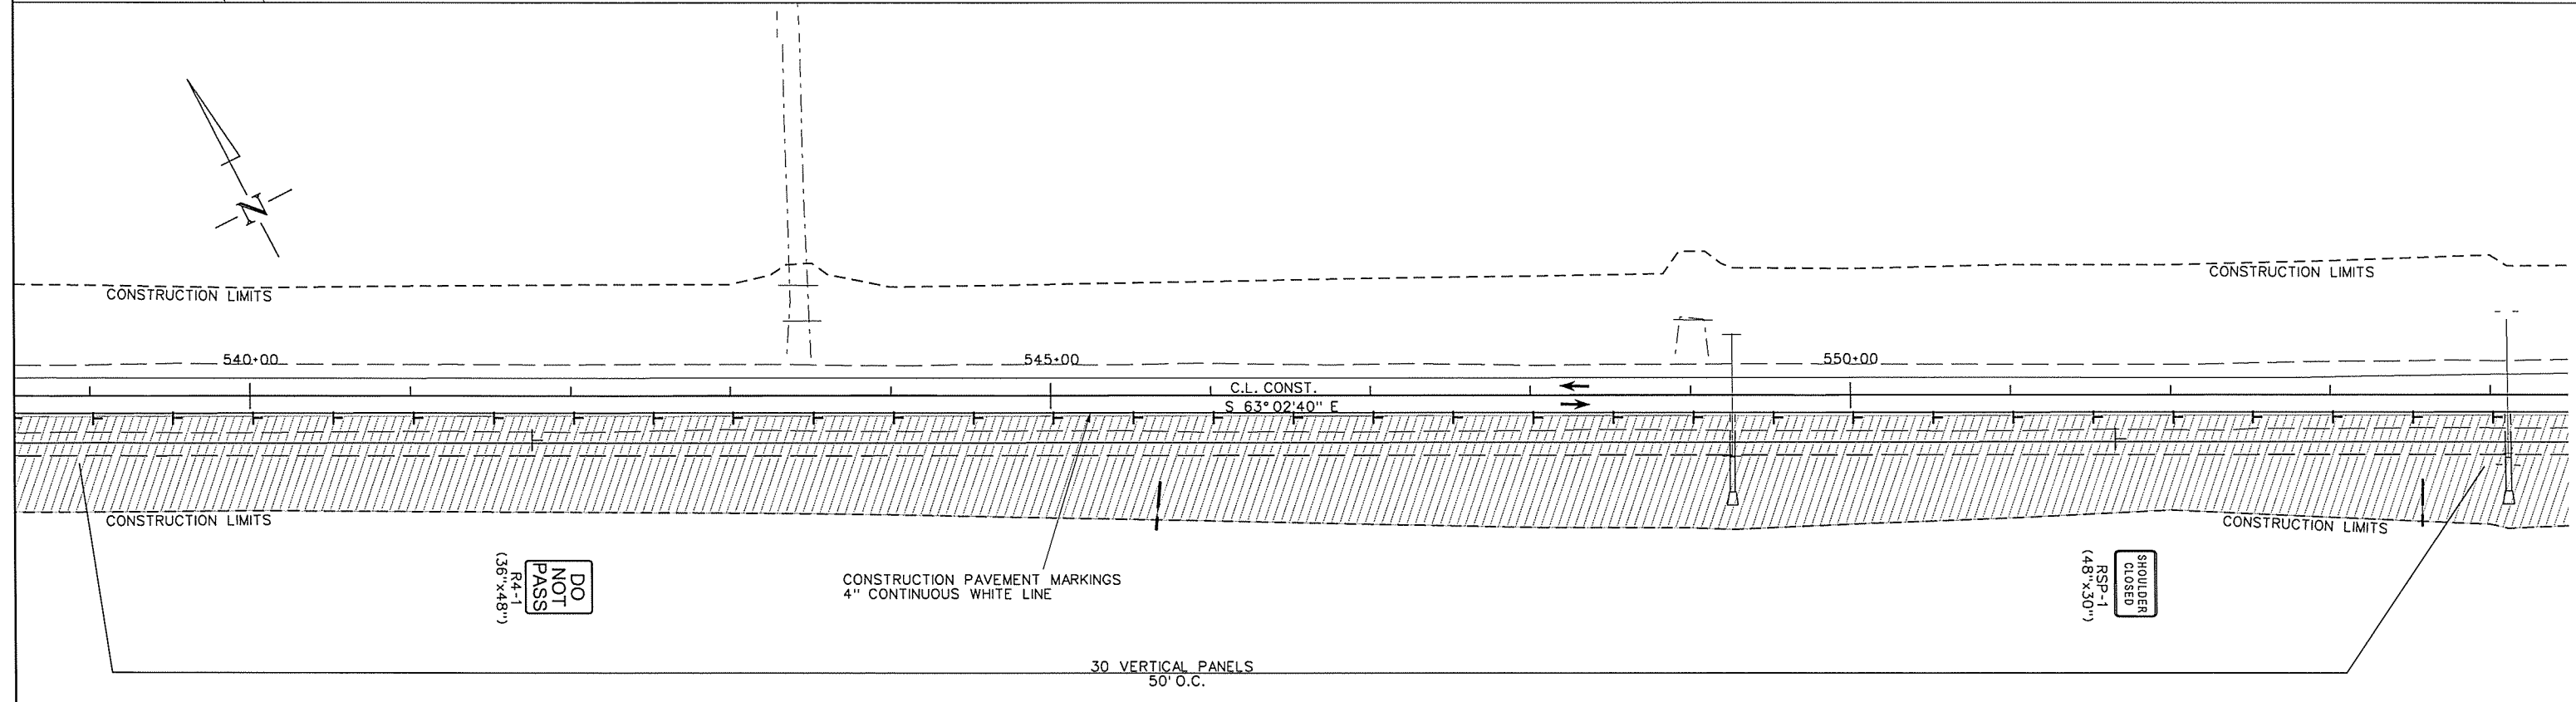 N
CONSTRUCTION LIMITS
CONSTRUCTION LIMITS
540+00
545+00
550+00
C.L. CONST.
S 63° 02'40" E
CONSTRUCTION LIMITS
CONSTRUCTION LIMITS
DO
NOT
PASS
R4-1
(36"x48")
CONSTRUCTION PAVEMENT MARKINGS
4" CONTINUOUS WHITE LINE
SHOULDER
CLOSED
RSP-1
(48"x30")
30 VERTICAL PANELS
50' O.C.